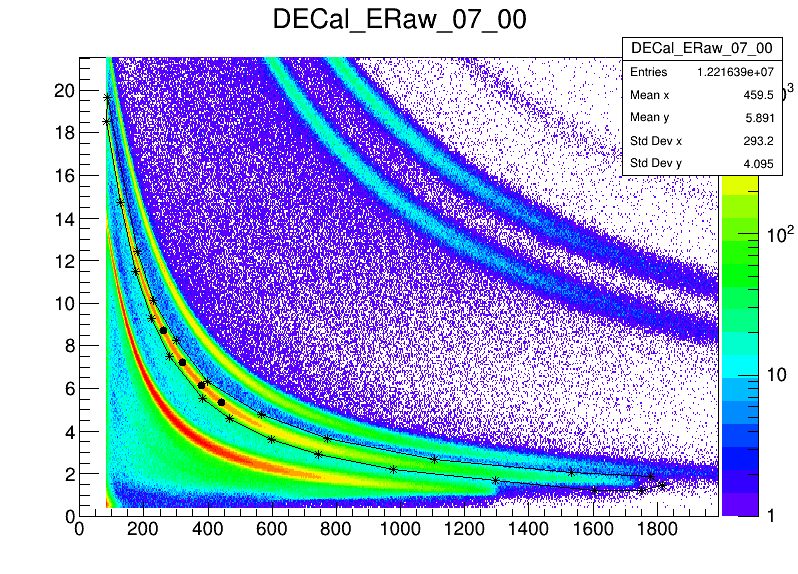 DECal_ERaw_07_00
DECal_ERaw_07_00
Entries 1.221639e+07
Mean x 459.5
Mean y 5.891
Std Dev x 293.2
Std Dev y 4.095
20
18
16
14
12
10
8
6
4
2
0
0 200 400 600 800 1000 1200 1400 1600 1800
10²
10
1